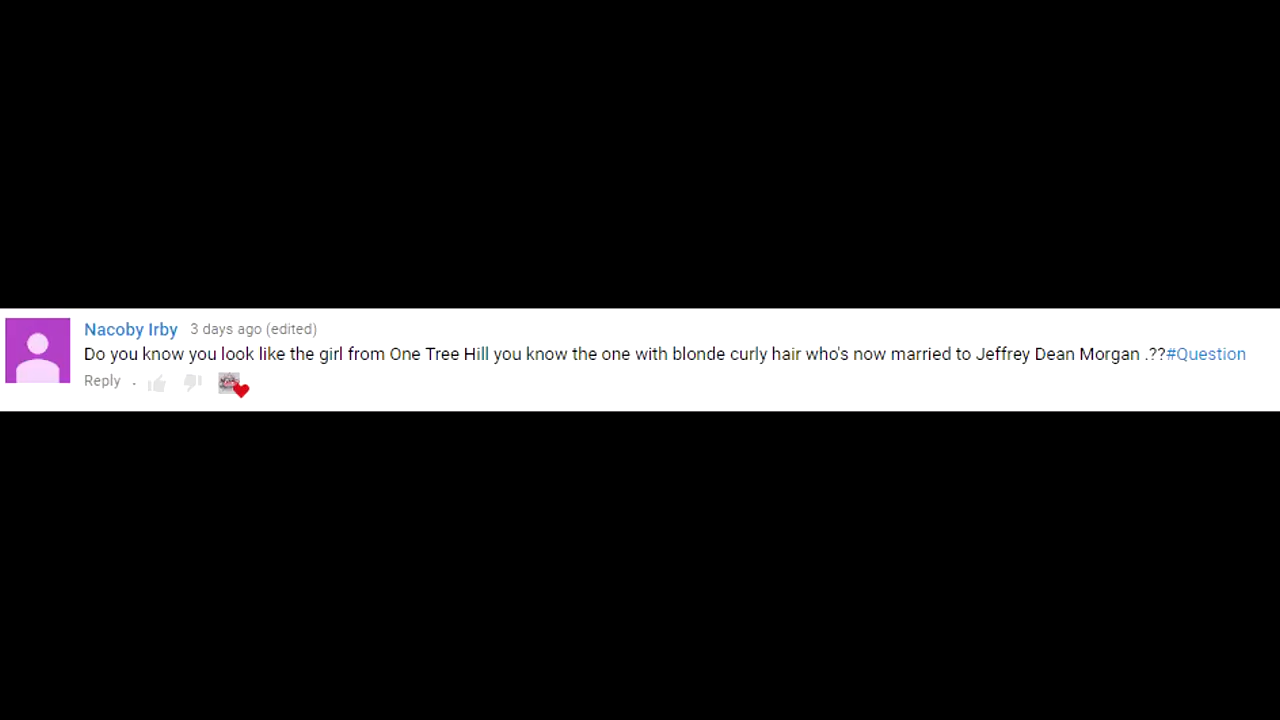 Nacoby Irby 3 days ago (edited)
Do you know you look like the girl from One Tree Hill you know the one with blonde curly hair who's now married to Jeffrey Dean Morgan .??#Question
Reply